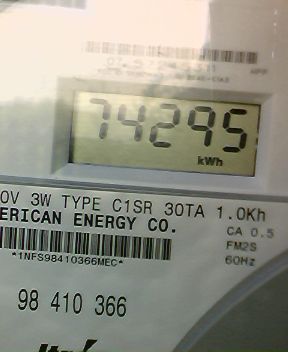 74295
kWh
0V 3W TYPE C1SR 30TA 1.0Kh
ERICAN ENERGY CO.
CA 0.5
FM2S
60Hz
*1NFS98410366MEC*
98 410 366